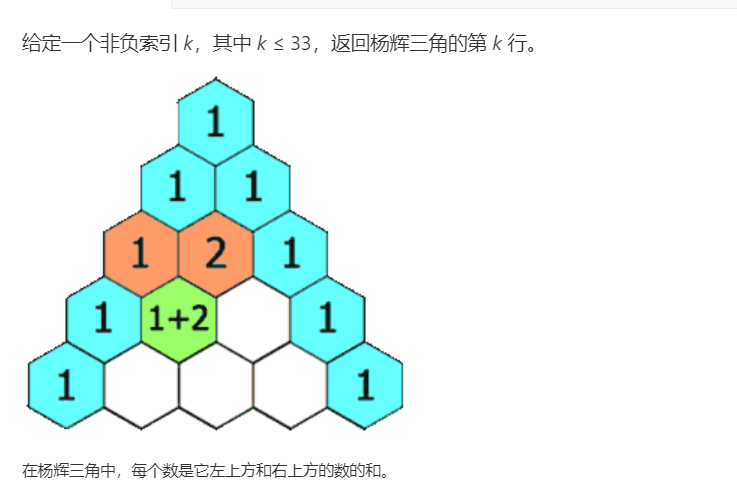 给定一个非负索引 k，其中 k ≤ 33，返回杨辉三角的第 k 行。
1
1 1
1 2 1
1 1+2 1
1 1
在杨辉三角中，每个数是它左上方和右上方的数的和。